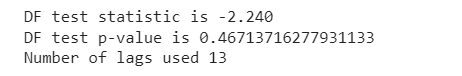 DF test statistic is -2.240
DF test p-value is 0.46713716277931133
Number of lags used 13